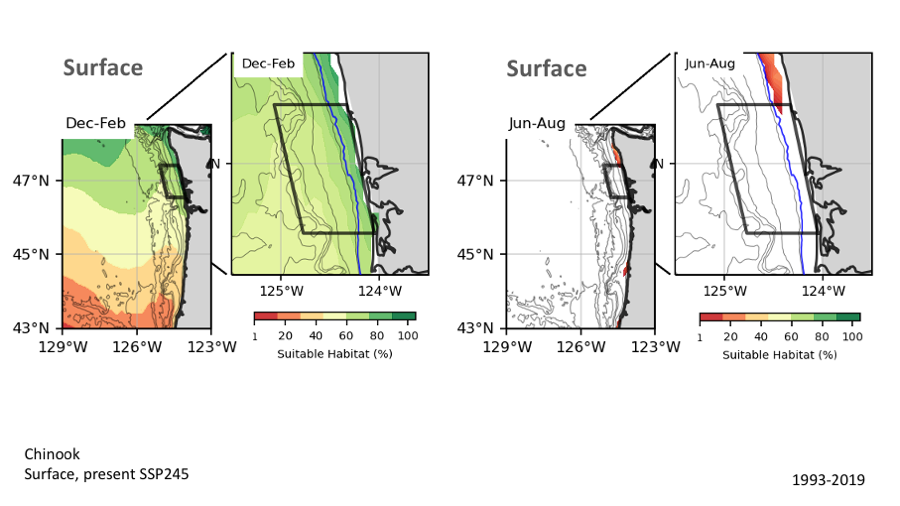 Surface
Dec-Feb
Dec-Feb
47°N
45°N
43°N
129°W 126°W 123°W
N
125°W 124°W
1 20 40 60 80 100
Suitable Habitat (%)
Surface
Jun-Aug
Jun-Aug
47°N
45°N
43°N
129°W 126°W 123°W
N
125°W 124°W
1 20 40 60 80 100
Suitable Habitat (%)
Chinook
Surface, present SSP245
1993-2019